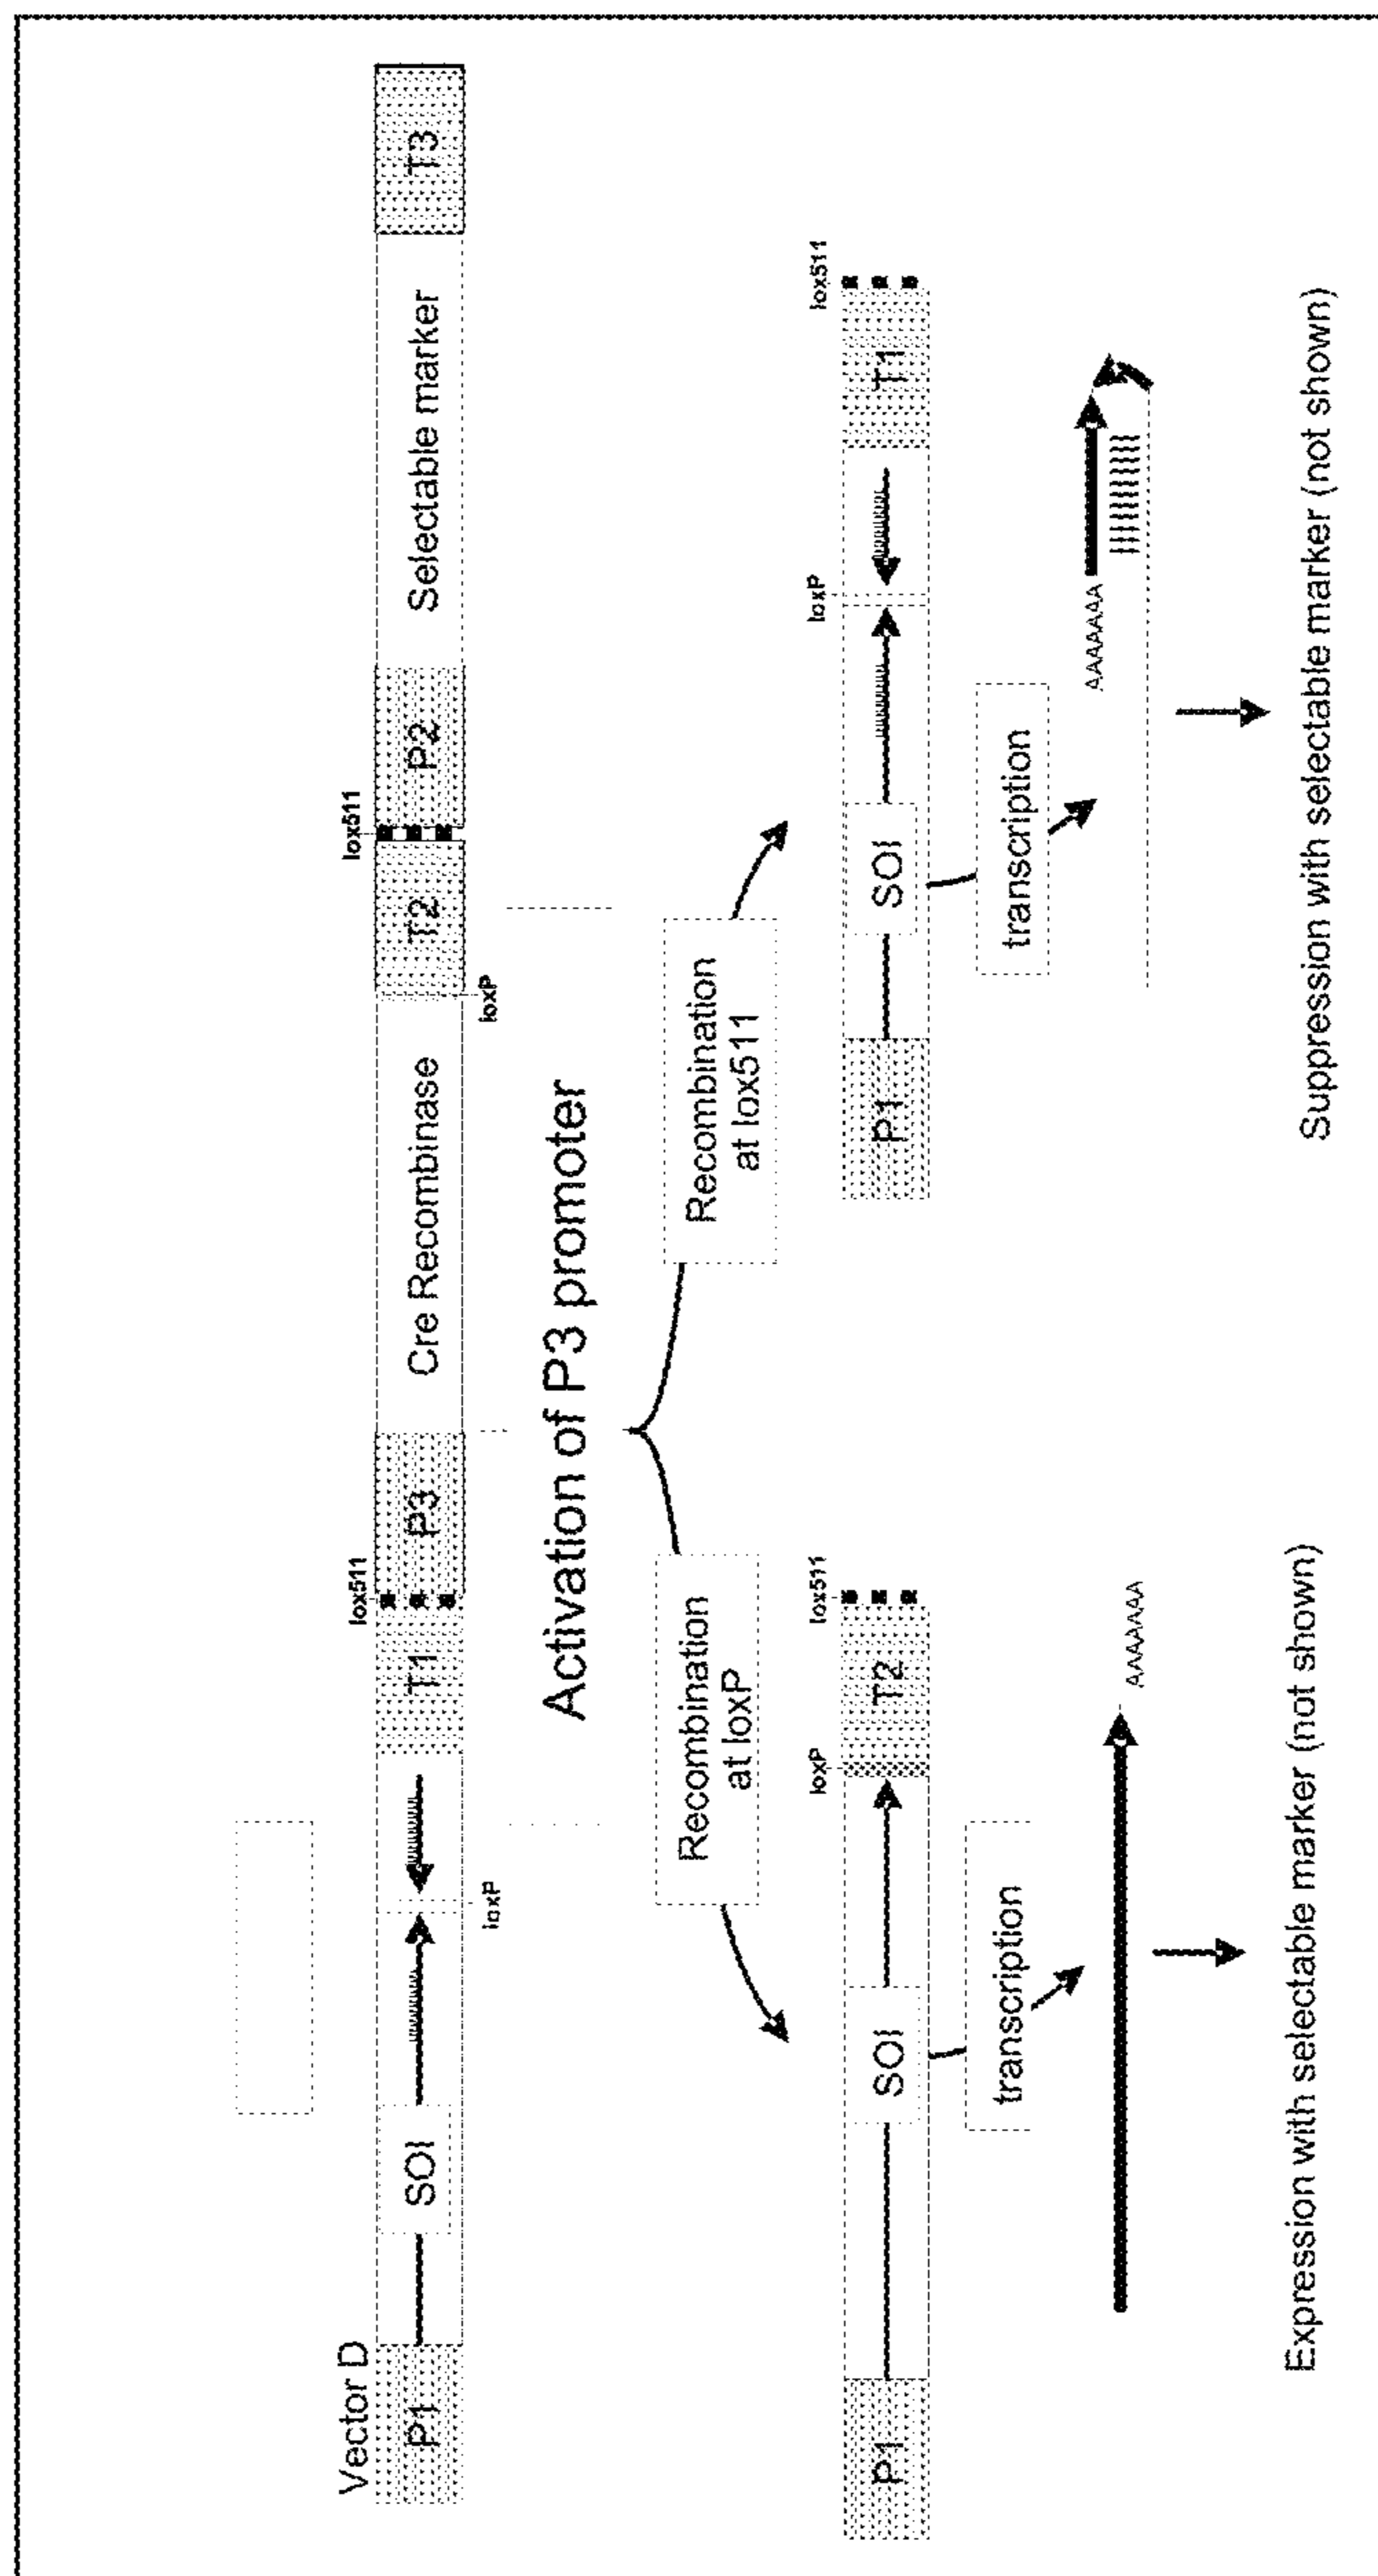 Vector D
lox511
lox511
P1
SOI
T1
P3
Cre Recombinase
T2
P2
Selectable marker
T3
loxP
loxP
Activation of P3 promoter
Recombination
at loxP
Recombination
at lox511
loxP
lox511
P1
SOI
T2
loxP
lox511
P1
SOI
T1
transcription
AAAAAAA
transcription
AAAAAAA
Expression with selectable marker (not shown)
Suppression with selectable marker (not shown)